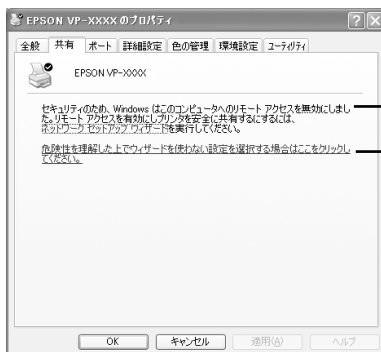 EPSON VP-XXXX のプロパティ
全般 共有 ポート 詳細設定 色の管理 環境設定 ユーティリティ
EPSON VP-XXXX
セキュリティのため、Windows はこのコンピュータへのリモート アクセスを無効にしまし
た。リモート アクセスを有効にしプリンタを安全に共有するにするには、
ネットワーク セットアップ ウィザードを実行してください。
危険性を理解した上でウィザードを使わない設定を選択する場合はここをクリックし
てください。
OK キャンセル 適用(A) ヘルプ